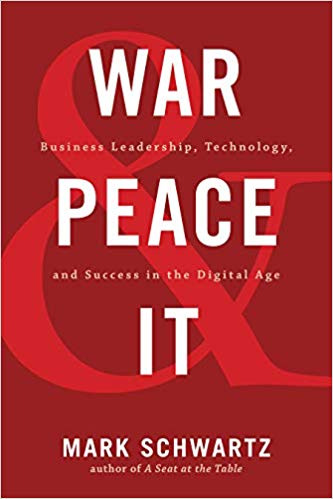 WAR
&
Business Leadership, Technology,
PEACE
and Success in the Digital Age
IT
MARK SCHWARTZ
author of A Seat at the Table